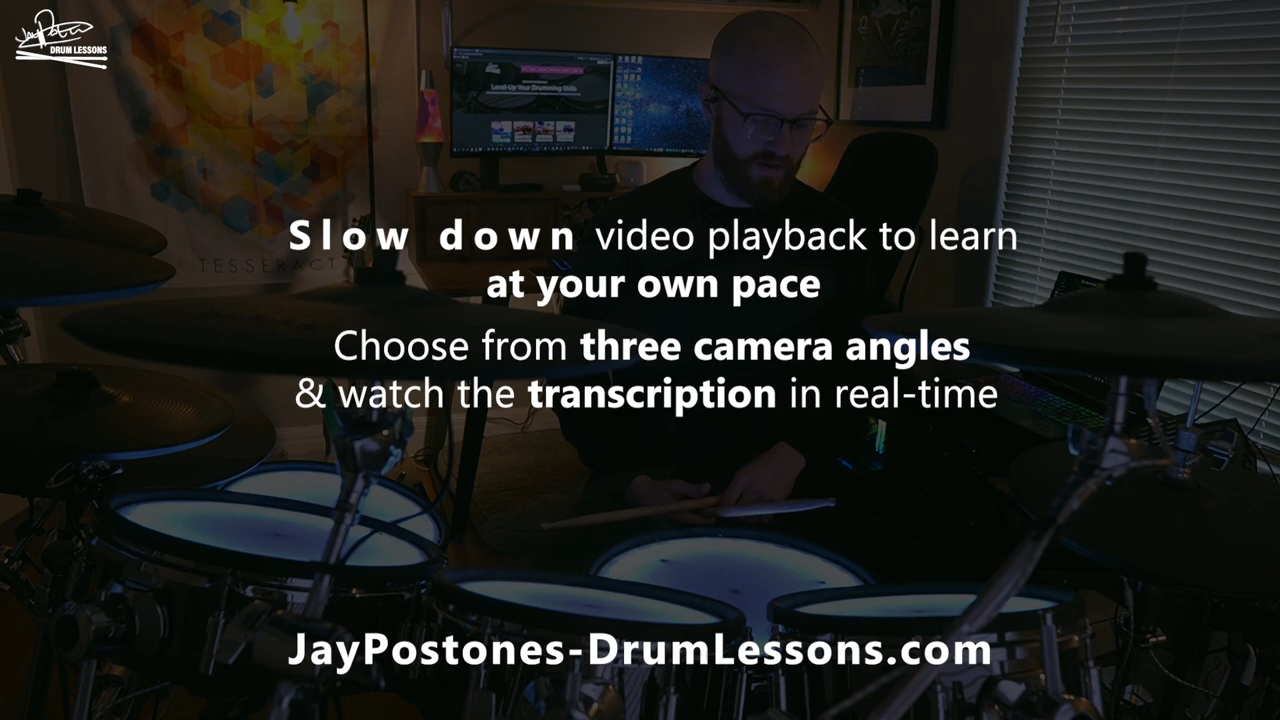 Jay Postones
DRUM LESSONS
Level-Up Your Drumming Skills
TESSERACT
Slow down video playback to learn
at your own pace
Choose from three camera angles
& watch the transcription in real-time
JayPostones-DrumLessons.com